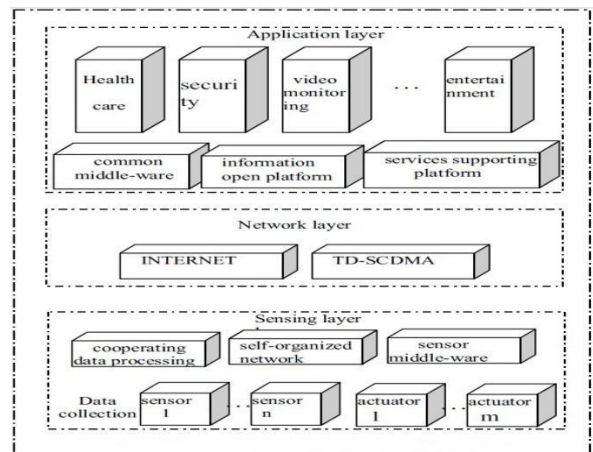 Application layer
Health
care
securi
ty
video
monitor
ing
...
entertai
nment
common
middle-ware
information
open platform
services supporting
platform
Network layer
INTERNET
TD-SCDMA
Sensing layer
cooperating
data processing
self-organized
network
sensor
middle-ware
Data
collection
sensor
1
...
sensor
n
actuator
1
...
actuator
m